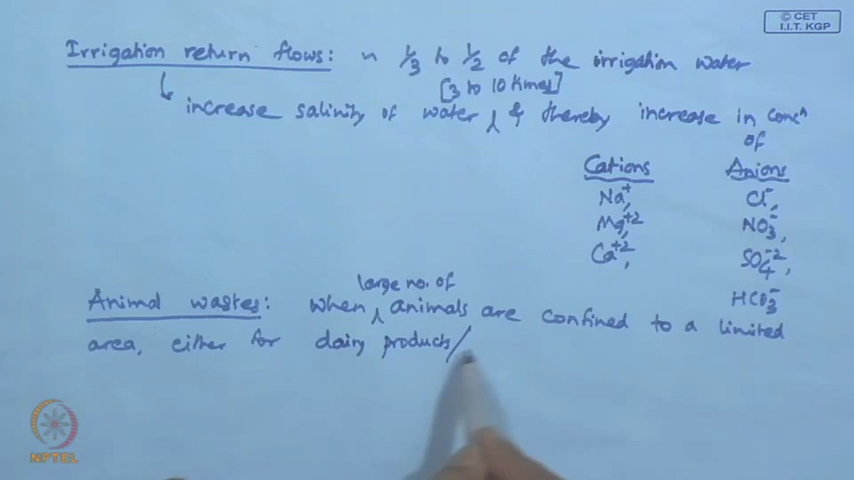 © CET
I.I.T. KGP
Irrigation return flows: ~ 1/3 to 1/2 of the irrigation water
[3 to 10 times]
increase salinity of water, & thereby increase in concⁿ
of
Cations Anions
Na⁺, Cl⁻,
Mg⁺², NO₃⁻,
Ca⁺², SO₄⁻²,
HCO₃⁻
large no. of
Animal wastes: when animals are confined to a limited
area, either for dairy products/
NPTEL